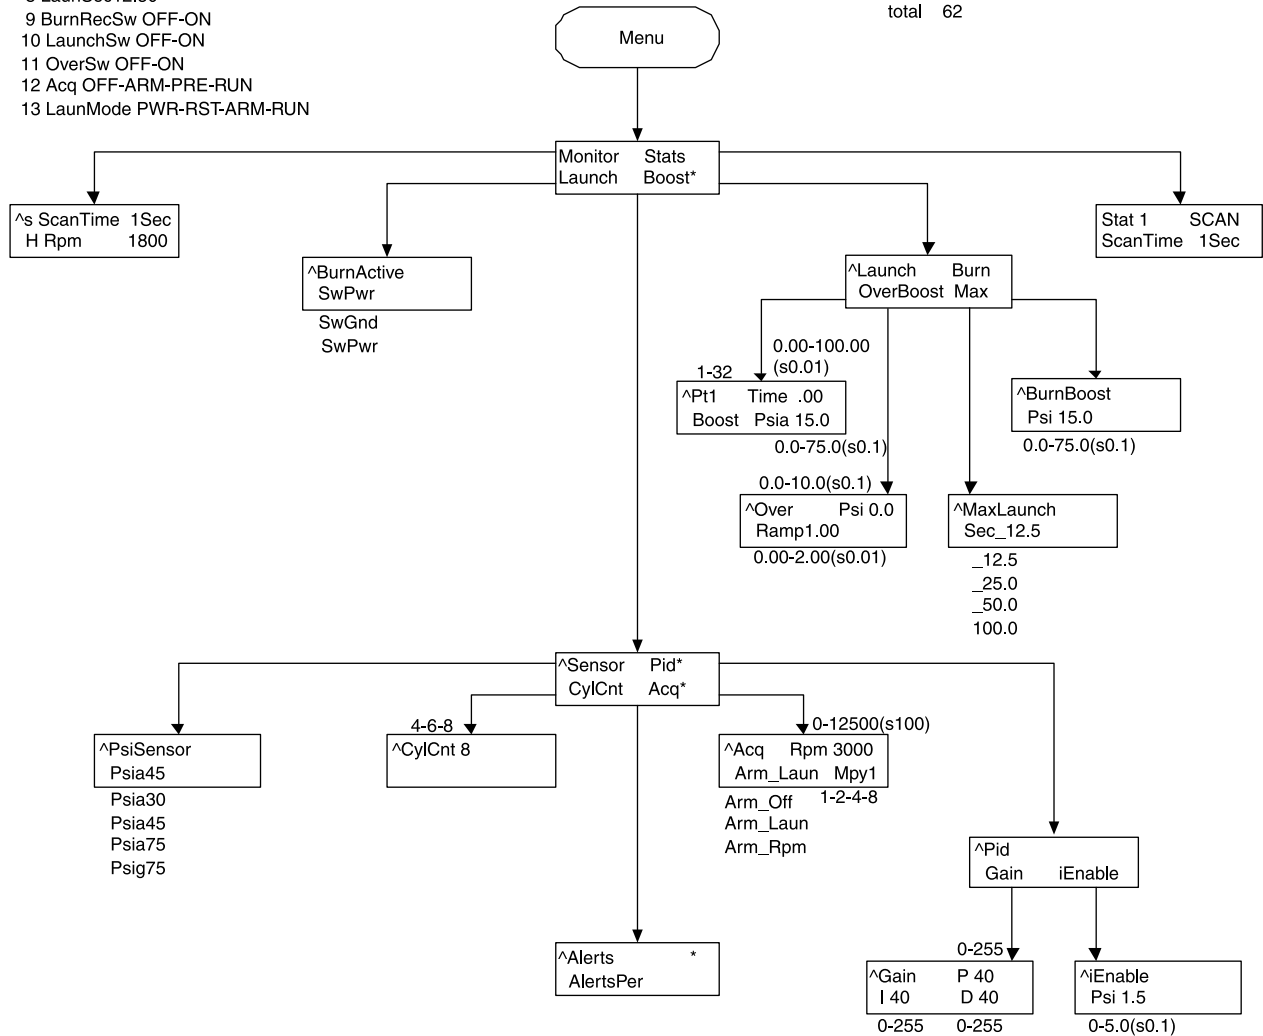 9 BurnRecSw OFF-ON
10 LaunchSw OFF-ON
11 OverSw OFF-ON
12 Acq OFF-ARM-PRE-RUN
13 LaunMode PWR-RST-ARM-RUN
total 62
Menu
Monitor Stats
Launch Boost*
^s ScanTime 1Sec
H Rpm 1800
^BurnActive
SwPwr
SwGnd
SwPwr
Stat 1 SCAN
ScanTime 1Sec
^Launch Burn
OverBoost Max
0.00-100.00
(s0.01)
1-32
^Pt1 Time .00
Boost Psia 15.0
0.0-75.0(s0.1)
^BurnBoost
Psi 15.0
0.0-75.0(s0.1)
0.0-10.0(s0.1)
^Over Psi 0.0
Ramp1.00
0.00-2.00(s0.01)
^MaxLaunch
Sec_12.5
_12.5
_25.0
_50.0
100.0
^Sensor Pid*
CylCnt Acq*
^PsiSensor
Psia45
Psia30
Psia45
Psia75
Psig75
4-6-8
^CylCnt 8
0-12500(s100)
^Acq Rpm 3000
Arm_Laun Mpy1
1-2-4-8
Arm_Off
Arm_Laun
Arm_Rpm
^Pid
Gain iEnable
^Alerts *
AlertsPer
0-255
^Gain P 40
I 40 D 40
0-255 0-255
^iEnable
Psi 1.5
0-5.0(s0.1)